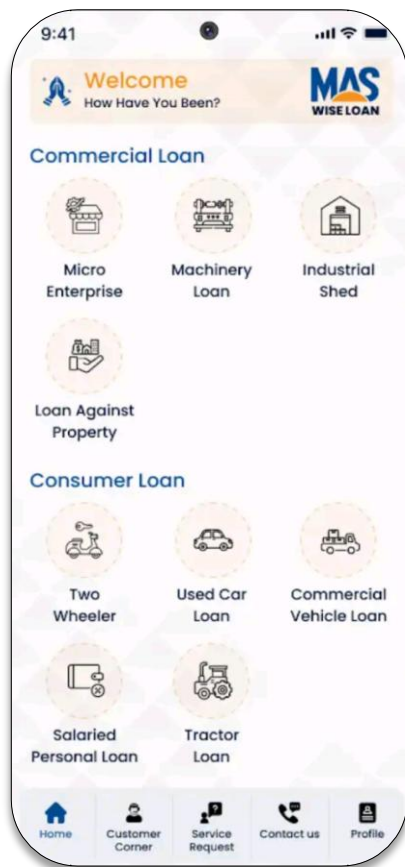 9:41
Welcome
How Have You Been?
MAS
WISE LOAN
Commercial Loan
Micro
Enterprise
Machinery
Loan
Industrial
Shed
Loan Against
Property
Consumer Loan
Two
Wheeler
Used Car
Loan
Commercial
Vehicle Loan
Salaried
Personal Loan
Tractor
Loan
Home
Customer
Corner
Service
Request
Contact us
Profile